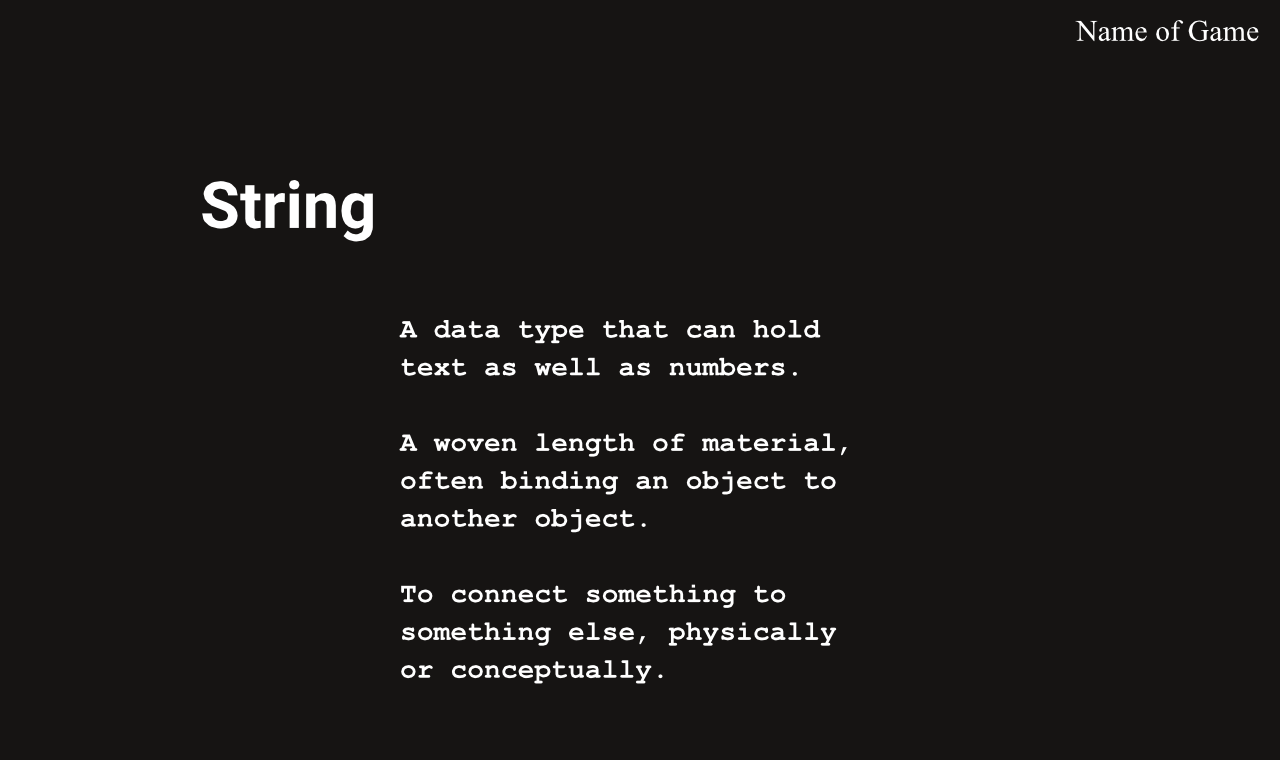 Name of Game
String
A data type that can hold
text as well as numbers.
A woven length of material,
often binding an object to
another object.
To connect something to
something else, physically
or conceptually.